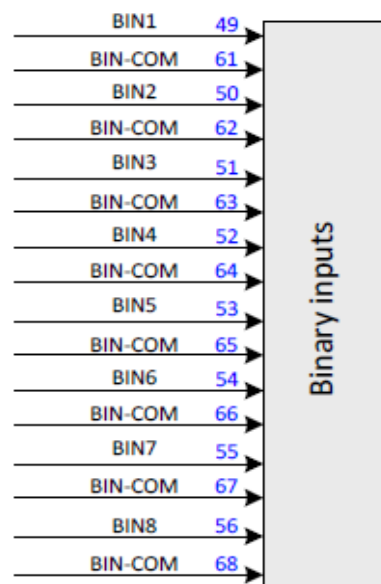 BIN1 49
BIN-COM 61
BIN2 50
BIN-COM 62
BIN3 51
BIN-COM 63
BIN4 52
BIN-COM 64
BIN5 53
BIN-COM 65
BIN6 54
BIN-COM 66
BIN7 55
BIN-COM 67
BIN8 56
BIN-COM 68
Binary inputs